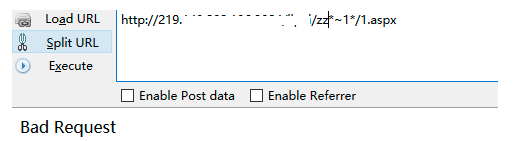 Load URL
http://219. /zz*~1*/1.aspx
Split URL
Execute
Enable Post data Enable Referrer
Bad Request